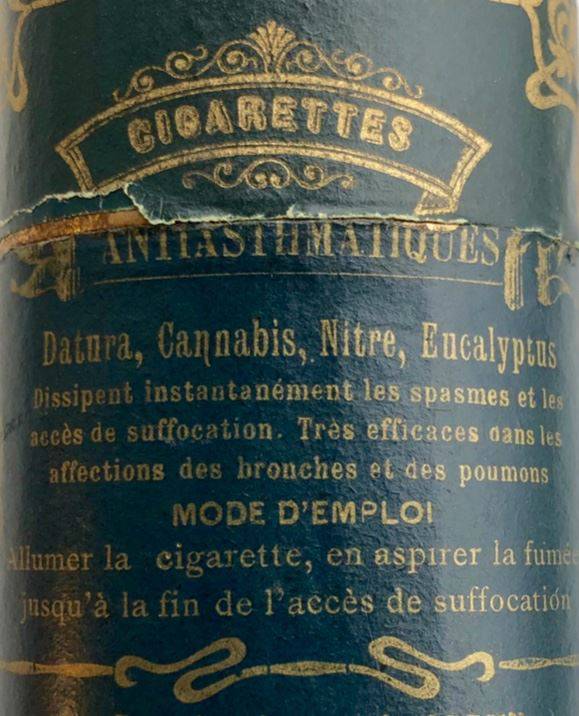 CIGARETTES
ANTIASTHMATIQUES
Datura, Cannabis, Nitre, Eucalyptus
Dissipent instantanément les spasmes et les
accès de suffocation. Très efficaces dans les
affections des bronches et des poumons
MODE D'EMPLOI
Allumer la cigarette, en aspirer la fumée
jusqu'à la fin de l'accès de suffocation